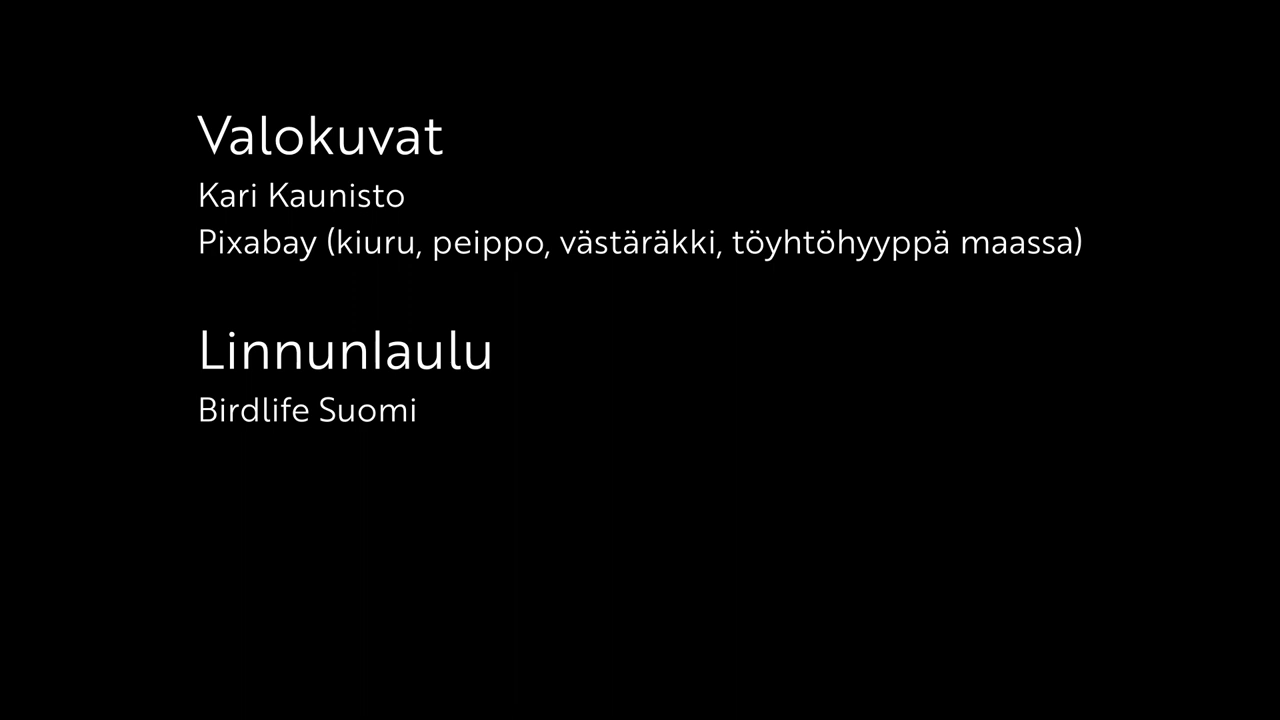 Valokuvat
Kari Kaunisto
Pixabay (kiuru, peippo, västäräkki, töyhtöhyyppä maassa)
Linnunlaulu
Birdlife Suomi